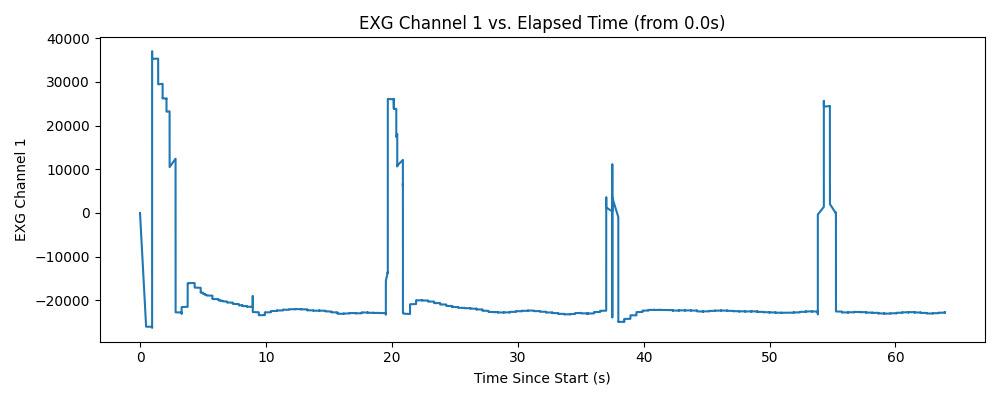 EXG Channel 1 vs. Elapsed Time (from 0.0s)
40000
30000
20000
10000
0
−10000
−20000
EXG Channel 1
0 10 20 30 40 50 60
Time Since Start (s)